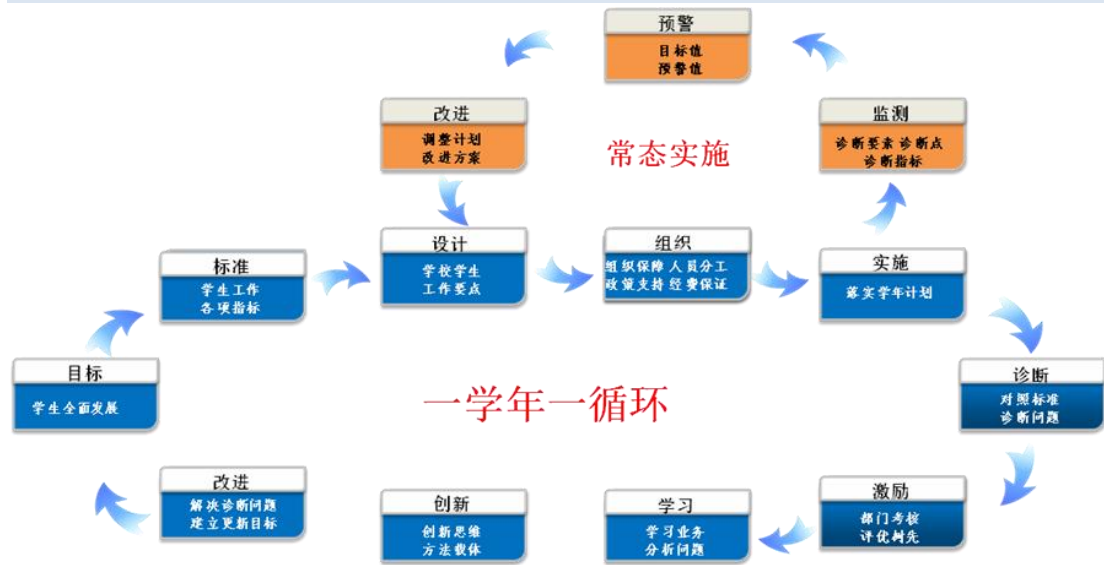 预警
目标值
预警值
改进
调整计划
改进方案
常态实施
监测
诊断要素 诊断点
诊断指标
标准
学生工作
各项指标
设计
学校学生
工作要点
组织
组织保障 人员分工
政策支持 经费保证
实施
落实学年计划
目标
学生全面发展
一学年一循环
诊断
对照标准
诊断问题
改进
解决诊断问题
建立更新目标
创新
创新思维
方法载体
学习
学习业务
分析问题
激励
部门考核
评优树先